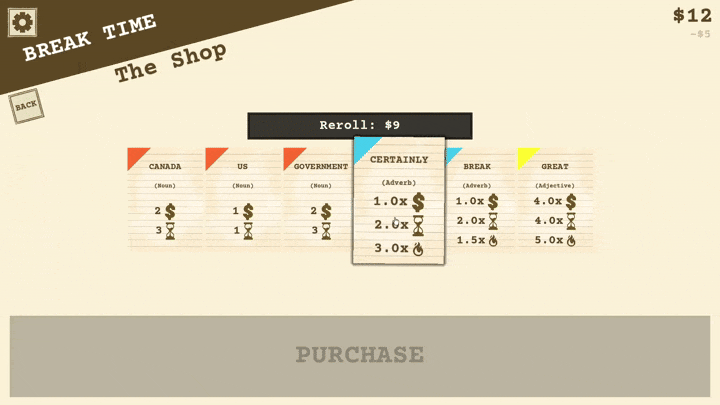 $12
-$5
BREAK TIME
The Shop
BACK
Reroll: $9
CANADA
(Noun)
2 $
3
US
(Noun)
1 $
1
GOVERNMENT
(Noun)
2 $
3
CERTAINLY
(Adverb)
1.0x $
2.0x
3.0x
BREAK
(Adverb)
1.0x $
2.0x
1.5x
GREAT
(Adjective)
4.0x $
4.0x
5.0x
PURCHASE